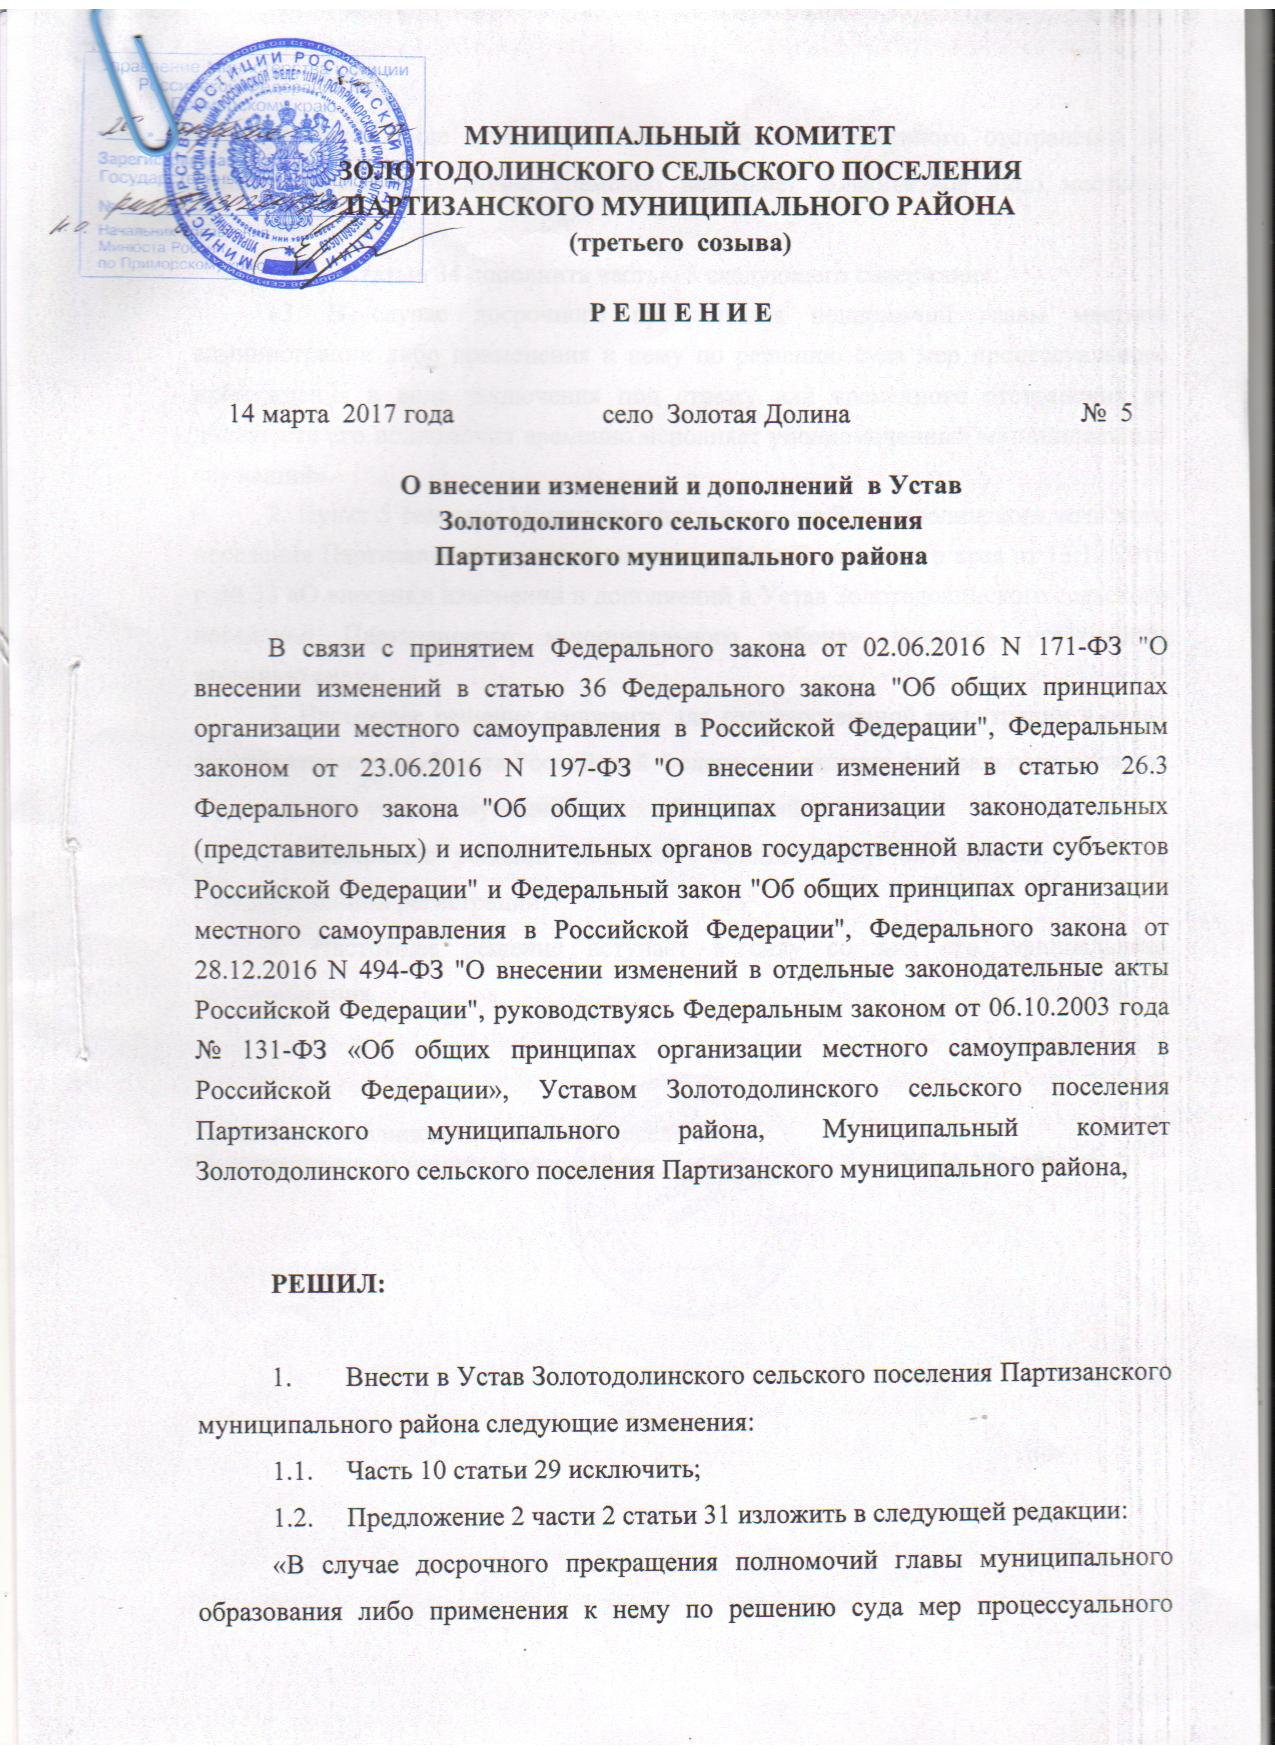 Управление Министерства юстиции
МУНИЦИПАЛЬНЫЙ КОМИТЕТ
ЗОЛОТОДОЛИНСКОГО СЕЛЬСКОГО ПОСЕЛЕНИЯ
ПАРТИЗАНСКОГО МУНИЦИПАЛЬНОГО РАЙОНА
(третьего созыва)
Р Е Ш Е Н И Е
14 марта 2017 года село Золотая Долина № 5
О внесении изменений и дополнений в Устав
Золотодолинского сельского поселения
Партизанского муниципального района
В связи с принятием Федерального закона от 02.06.2016 N 171-ФЗ "О
внесении изменений в статью 36 Федерального закона "Об общих принципах
организации местного самоуправления в Российской Федерации", Федеральным
законом от 23.06.2016 N 197-ФЗ "О внесении изменений в статью 26.3
Федерального закона "Об общих принципах организации законодательных
(представительных) и исполнительных органов государственной власти субъектов
Российской Федерации" и Федеральный закон "Об общих принципах организации
местного самоуправления в Российской Федерации", Федерального закона от
28.12.2016 N 494-ФЗ "О внесении изменений в отдельные законодательные акты
Российской Федерации", руководствуясь Федеральным законом от 06.10.2003 года
№ 131-ФЗ «Об общих принципах организации местного самоуправления в
Российской Федерации», Уставом Золотодолинского сельского поселения
Партизанского муниципального района, Муниципальный комитет
Золотодолинского сельского поселения Партизанского муниципального района,
РЕШИЛ:
1. Внести в Устав Золотодолинского сельского поселения Партизанского
муниципального района следующие изменения:
1.1. Часть 10 статьи 29 исключить;
1.2. Предложение 2 части 2 статьи 31 изложить в следующей редакции:
«В случае досрочного прекращения полномочий главы муниципального
образования либо применения к нему по решению суда мер процессуального